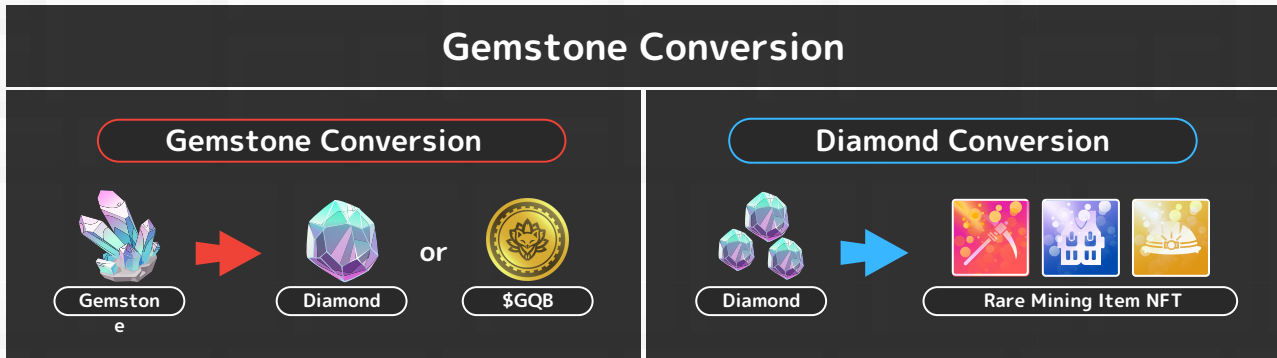 Gemstone Conversion
Gemstone Conversion
Gemston
e
Diamond
or
$GQB
Diamond Conversion
Diamond
Rare Mining Item NFT